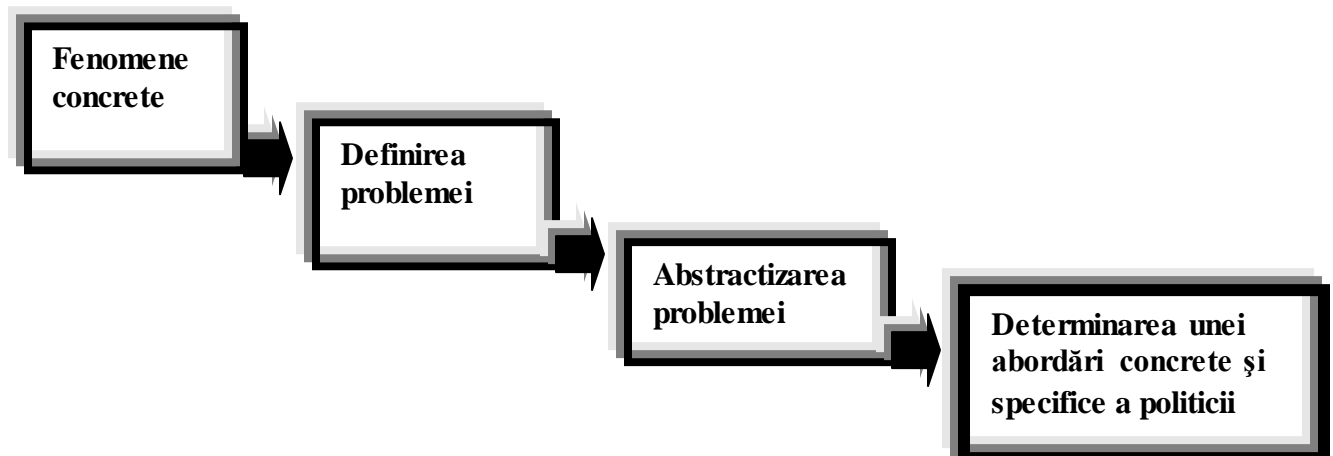 Fenomene
concrete
Definirea
problemei
Abstractizarea
problemei
Determinarea unei
abordări concrete şi
specifice a politicii